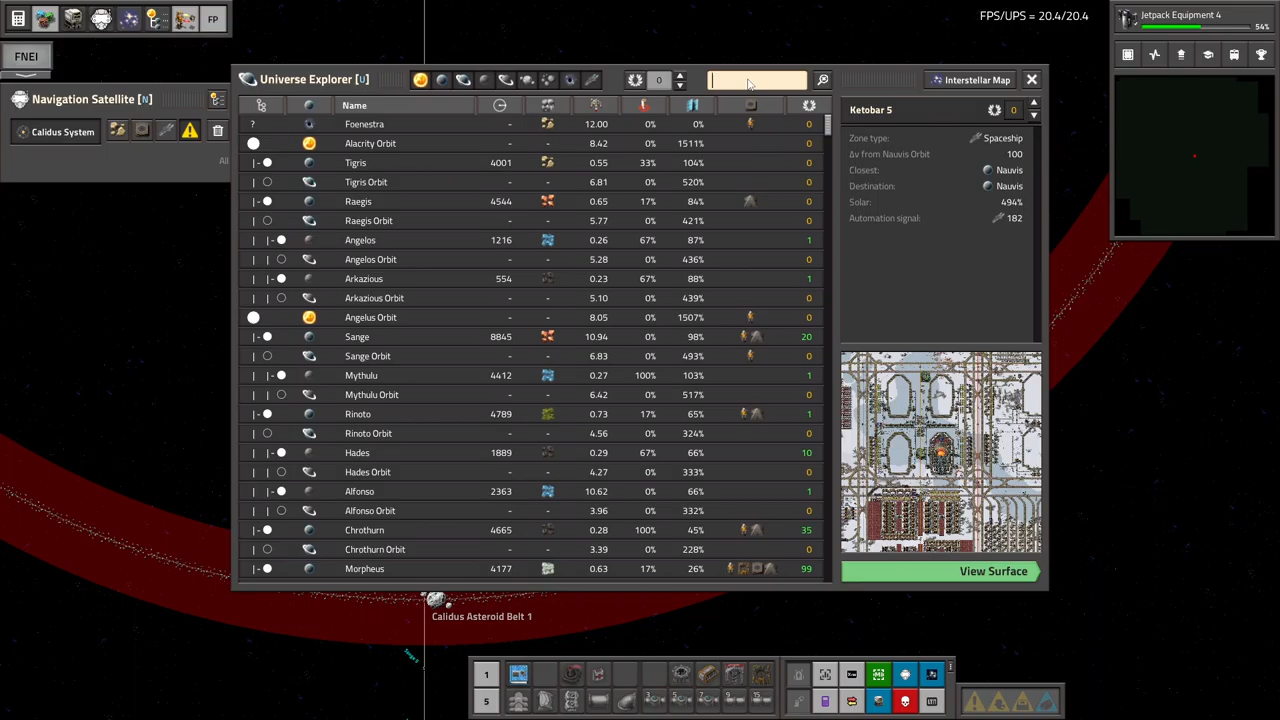 FP
FPS/UPS = 20.4/20.4
Jetpack Equipment 4
54%
FNEI
Navigation Satellite [N]
Calidus System
All
Universe Explorer [U]
0
Interstellar Map
Name
Foenestra - 12.00 0% 0% 0
Alacrity Orbit - - 8.42 0% 1511% 0
Tigris 4001 0.55 33% 104% 0
Tigris Orbit - - 6.81 0% 520% 0
Raegis 4544 0.65 17% 84% 0
Raegis Orbit - - 5.77 0% 421% 0
Angelos 1216 0.26 67% 87% 1
Angelos Orbit - - 5.28 0% 436% 0
Arkazious 554 0.23 67% 88% 1
Arkazious Orbit - - 5.10 0% 439% 0
Angelus Orbit - - 8.05 0% 1507% 0
Sange 8845 10.94 0% 98% 20
Sange Orbit - - 6.83 0% 493% 0
Mythulu 4412 0.27 100% 103% 1
Mythulu Orbit - - 6.42 0% 517% 0
Rinoto 4789 0.73 17% 65% 1
Rinoto Orbit - - 4.56 0% 324% 0
Hades 1889 0.29 67% 66% 10
Hades Orbit - - 4.27 0% 333% 0
Alfonso 2363 10.62 0% 66% 1
Alfonso Orbit - - 3.96 0% 332% 0
Chrothurn 4665 0.28 100% 45% 35
Chrothurn Orbit - - 3.39 0% 228% 0
Morpheus 4177 0.63 17% 26% 99
Ketobar 5 0
Zone type: Spaceship
Δv from Nauvis Orbit 100
Closest: Nauvis
Destination: Nauvis
Solar: 494%
Automation signal: 182
View Surface
Calidus Asteroid Belt 1
1
5